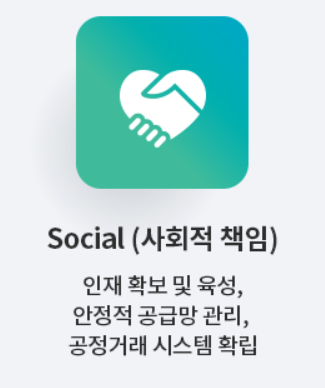 Social (사회적 책임)
인재 확보 및 육성,
안정적 공급망 관리,
공정거래 시스템 확립